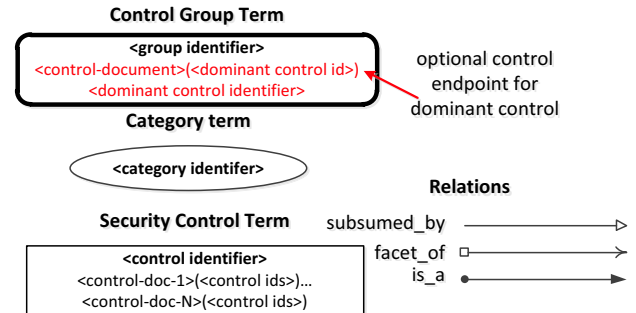 Control Group Term
<group identifier>
<control-document>(<dominant control id>)
<dominant control identifier>
optional control
endpoint for
dominant control
Category term
<category identifer>
Relations
subsumed_by
facet_of
is_a
Security Control Term
<control identifier>
<control-doc-1>(<control ids>)...
<control-doc-N>(<control ids>)